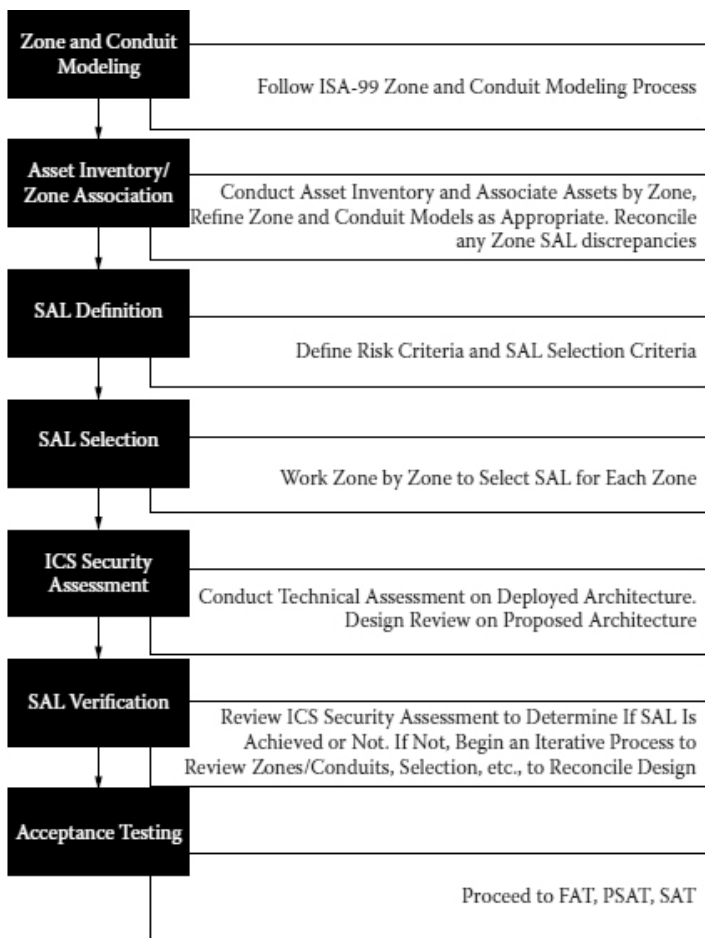 Zone and Conduit
Modeling
Follow ISA-99 Zone and Conduit Modeling Process
Asset Inventory/
Zone Association
Conduct Asset Inventory and Associate Assets by Zone,
Refine Zone and Conduit Models as Appropriate. Reconcile
any Zone SAL discrepancies
SAL Definition
Define Risk Criteria and SAL Selection Criteria
SAL Selection
Work Zone by Zone to Select SAL for Each Zone
ICS Security
Assessment
Conduct Technical Assessment on Deployed Architecture.
Design Review on Proposed Architecture
SAL Verification
Review ICS Security Assessment to Determine If SAL Is
Achieved or Not. If Not, Begin an Iterative Process to
Review Zones/Conduits, Selection, etc., to Reconcile Design
Acceptance Testing
Proceed to FAT, PSAT, SAT